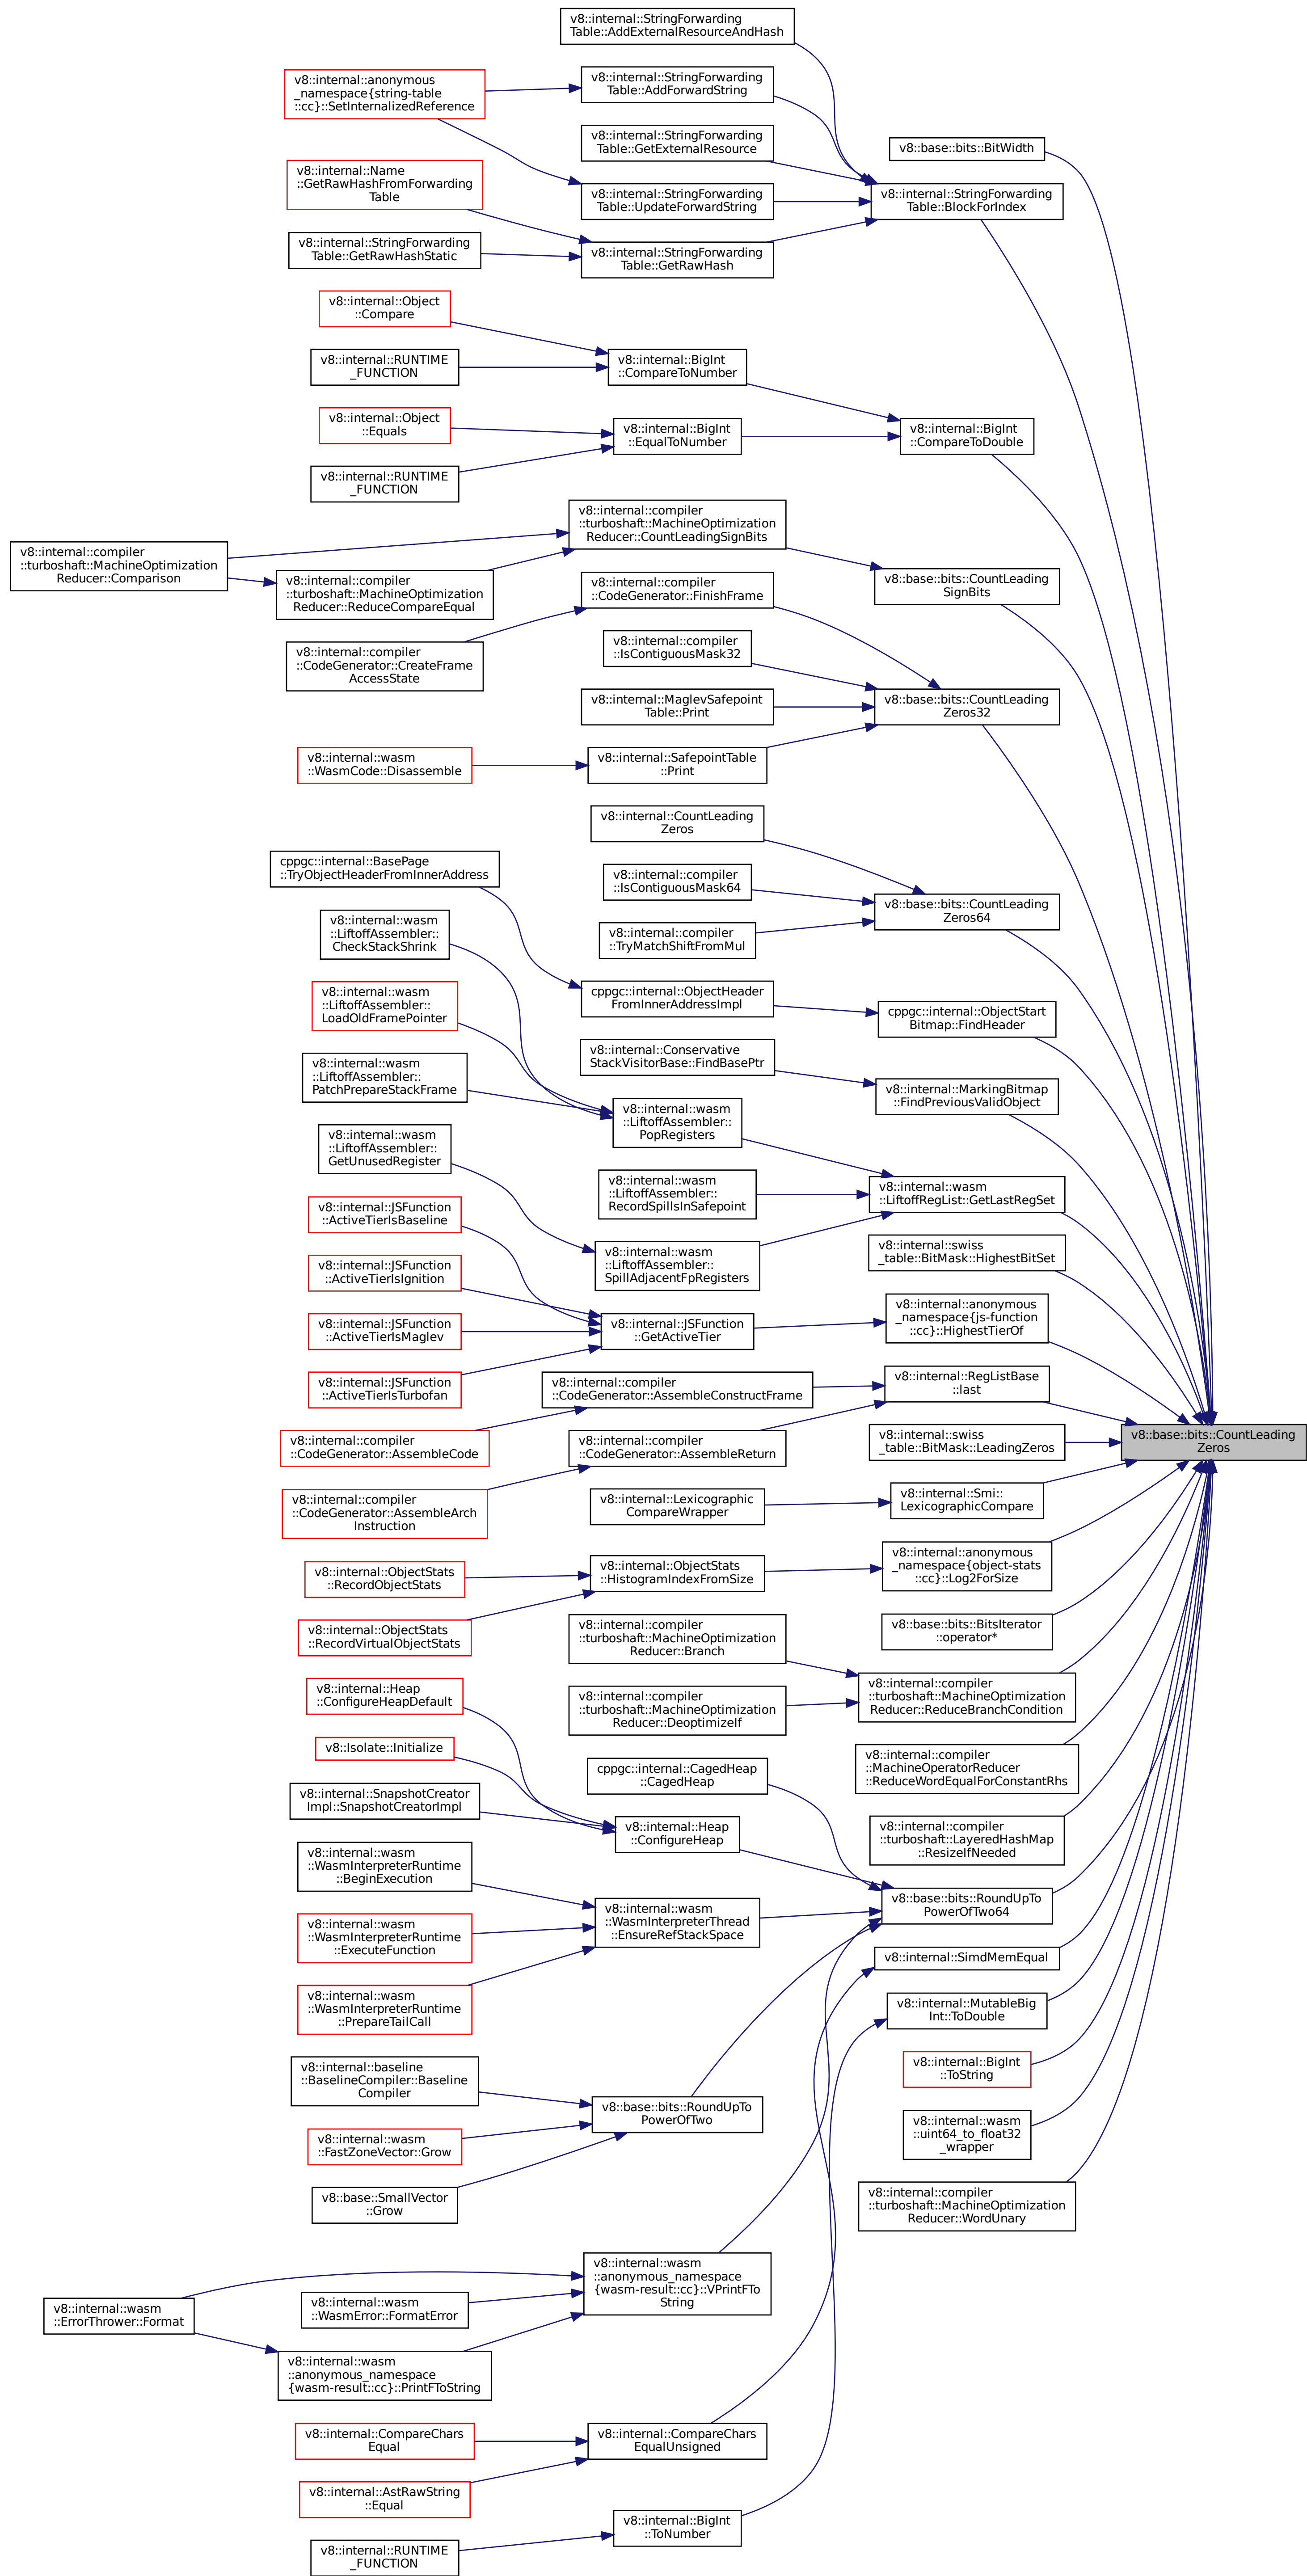 v8::internal::StringForwarding
Table::AddExternalResourceAndHash
v8::internal::anonymous
_namespace{string-table
::cc}::SetInternalizedReference
v8::internal::StringForwarding
Table::AddForwardString
v8::internal::StringForwarding
Table::GetExternalResource
v8::base::bits::BitWidth
v8::internal::Name
::GetRawHashFromForwarding
Table
v8::internal::StringForwarding
Table::UpdateForwardString
v8::internal::StringForwarding
Table::BlockForIndex
v8::internal::StringForwarding
Table::GetRawHashStatic
v8::internal::StringForwarding
Table::GetRawHash
v8::internal::Object
::Compare
v8::internal::RUNTIME
_FUNCTION
v8::internal::BigInt
::CompareToNumber
v8::internal::Object
::Equals
v8::internal::BigInt
::EqualToNumber
v8::internal::BigInt
::CompareToDouble
v8::internal::RUNTIME
_FUNCTION
v8::internal::compiler
::turboshaft::MachineOptimization
Reducer::CountLeadingSignBits
v8::internal::compiler
::turboshaft::MachineOptimization
Reducer::Comparison
v8::internal::compiler
::turboshaft::MachineOptimization
Reducer::ReduceCompareEqual
v8::internal::compiler
::CodeGenerator::FinishFrame
v8::base::bits::CountLeading
SignBits
v8::internal::compiler
::CodeGenerator::CreateFrame
AccessState
v8::internal::compiler
::IsContiguousMask32
v8::internal::MaglevSafepoint
Table::Print
v8::base::bits::CountLeading
Zeros32
v8::internal::wasm
::WasmCode::Disassemble
v8::internal::SafepointTable
::Print
v8::internal::CountLeading
Zeros
cppgc::internal::BasePage
::TryObjectHeaderFromInnerAddress
v8::internal::compiler
::IsContiguousMask64
v8::base::bits::CountLeading
Zeros64
v8::internal::wasm
::LiftoffAssembler::
CheckStackShrink
v8::internal::compiler
::TryMatchShiftFromMul
v8::internal::wasm
::LiftoffAssembler::
LoadOldFramePointer
cppgc::internal::ObjectHeader
FromInnerAddressImpl
cppgc::internal::ObjectStart
Bitmap::FindHeader
v8::internal::wasm
::LiftoffAssembler::
PatchPrepareStackFrame
v8::internal::Conservative
StackVisitorBase::FindBasePtr
v8::internal::MarkingBitmap
::FindPreviousValidObject
v8::internal::wasm
::LiftoffAssembler::
PopRegisters
v8::internal::wasm
::LiftoffAssembler::
GetUnusedRegister
v8::internal::wasm
::LiftoffAssembler::
RecordSpillsInSafepoint
v8::internal::wasm
::LiftoffRegList::GetLastRegSet
v8::internal::JSFunction
::ActiveTierIsBaseline
v8::internal::wasm
::LiftoffAssembler::
SpillAdjacentFpRegisters
v8::internal::swiss
_table::BitMask::HighestBitSet
v8::internal::JSFunction
::ActiveTierIsIgnition
v8::internal::JSFunction
::ActiveTierIsMaglev
v8::internal::JSFunction
::GetActiveTier
v8::internal::anonymous
_namespace{js-function
::cc}::HighestTierOf
v8::internal::JSFunction
::ActiveTierIsTurbofan
v8::internal::compiler
::CodeGenerator::AssembleConstructFrame
v8::internal::RegListBase
::last
v8::internal::compiler
::CodeGenerator::AssembleCode
v8::internal::compiler
::CodeGenerator::AssembleReturn
v8::internal::swiss
_table::BitMask::LeadingZeros
v8::base::bits::CountLeading
Zeros
v8::internal::compiler
::CodeGenerator::AssembleArch
Instruction
v8::internal::Lexicographic
CompareWrapper
v8::internal::Smi::
LexicographicCompare
v8::internal::ObjectStats
::RecordObjectStats
v8::internal::ObjectStats
::HistogramIndexFromSize
v8::internal::anonymous
_namespace{object-stats
::cc}::Log2ForSize
v8::internal::ObjectStats
::RecordVirtualObjectStats
v8::internal::compiler
::turboshaft::MachineOptimization
Reducer::Branch
v8::base::bits::BitsIterator
::operator*
v8::internal::Heap
::ConfigureHeapDefault
v8::internal::compiler
::turboshaft::MachineOptimization
Reducer::DeoptimizeIf
v8::internal::compiler
::turboshaft::MachineOptimization
Reducer::ReduceBranchCondition
v8::Isolate::Initialize
cppgc::internal::CagedHeap
::CagedHeap
v8::internal::compiler
::MachineOperatorReducer
::ReduceWordEqualForConstantRhs
v8::internal::SnapshotCreator
Impl::SnapshotCreatorImpl
v8::internal::Heap
::ConfigureHeap
v8::internal::compiler
::turboshaft::LayeredHashMap
::ResizeIfNeeded
v8::internal::wasm
::WasmInterpreterRuntime
::BeginExecution
v8::internal::wasm
::WasmInterpreterThread
::EnsureRefStackSpace
v8::base::bits::RoundUpTo
PowerOfTwo64
v8::internal::wasm
::WasmInterpreterRuntime
::ExecuteFunction
v8::internal::SimdMemEqual
v8::internal::wasm
::WasmInterpreterRuntime
::PrepareTailCall
v8::internal::MutableBig
Int::ToDouble
v8::internal::baseline
::BaselineCompiler::Baseline
Compiler
v8::internal::BigInt
::ToString
v8::base::bits::RoundUpTo
PowerOfTwo
v8::internal::wasm
::FastZoneVector::Grow
v8::internal::wasm
::uint64_to_float32
_wrapper
v8::base::SmallVector
::Grow
v8::internal::compiler
::turboshaft::MachineOptimization
Reducer::WordUnary
v8::internal::wasm
::anonymous_namespace
{wasm-result::cc}::VPrintFTo
String
v8::internal::wasm
::ErrorThrower::Format
v8::internal::wasm
::WasmError::FormatError
v8::internal::wasm
::anonymous_namespace
{wasm-result::cc}::PrintFToString
v8::internal::CompareChars
Equal
v8::internal::CompareChars
EqualUnsigned
v8::internal::AstRawString
::Equal
v8::internal::BigInt
::ToNumber
v8::internal::RUNTIME
_FUNCTION